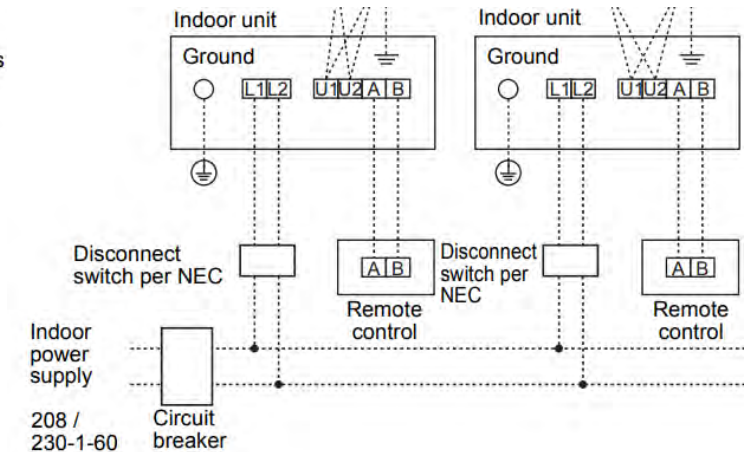 Indoor unit
Indoor unit
s
Ground
Ground
L1 L2
U1 U2 A B
L1 L2
U1 U2 A B
Disconnect
switch per NEC
A B
Remote
control
Disconnect
switch per
NEC
A B
Remote
control
Indoor
power
supply
208 /
230-1-60
Circuit
breaker